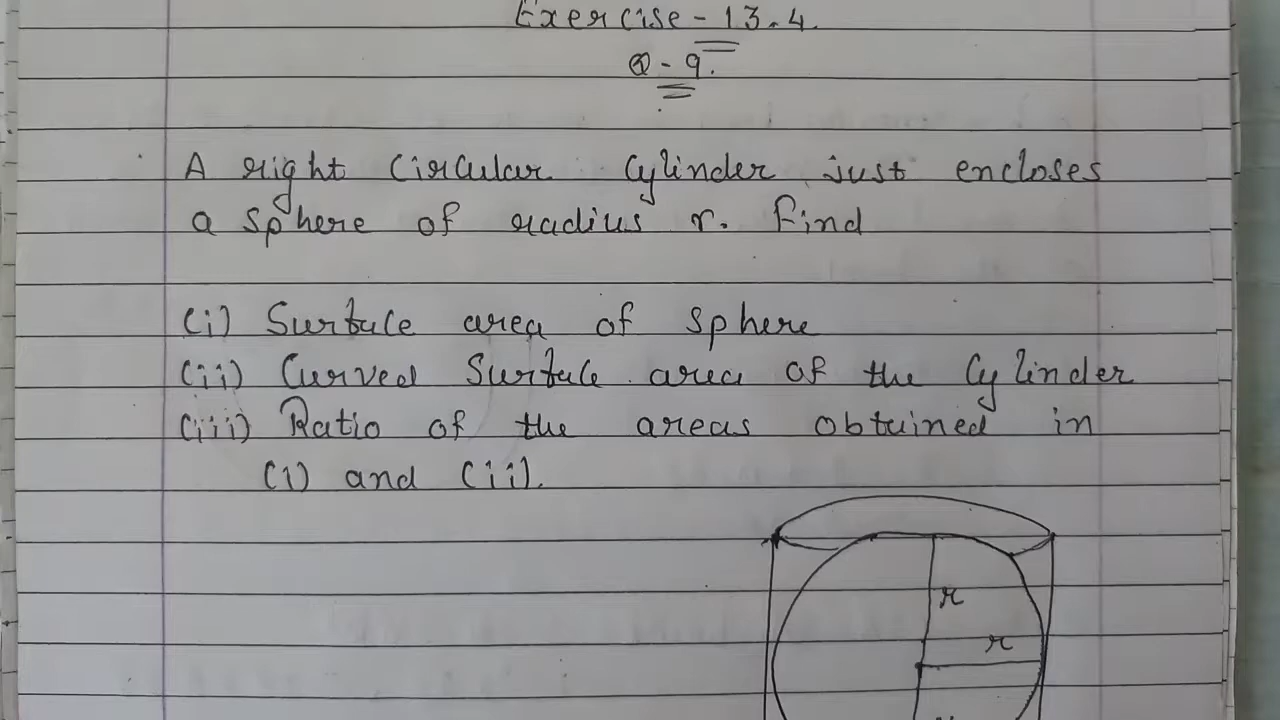 Exercise - 13.4.
Q - 9.
A right Circular Cylinder just encloses
a sphere of radius r. Find
(i) Surface area of sphere
(ii) Curved Surface area of the Cylinder
(iii) Ratio of the areas obtained in
(i) and (ii).
r
r